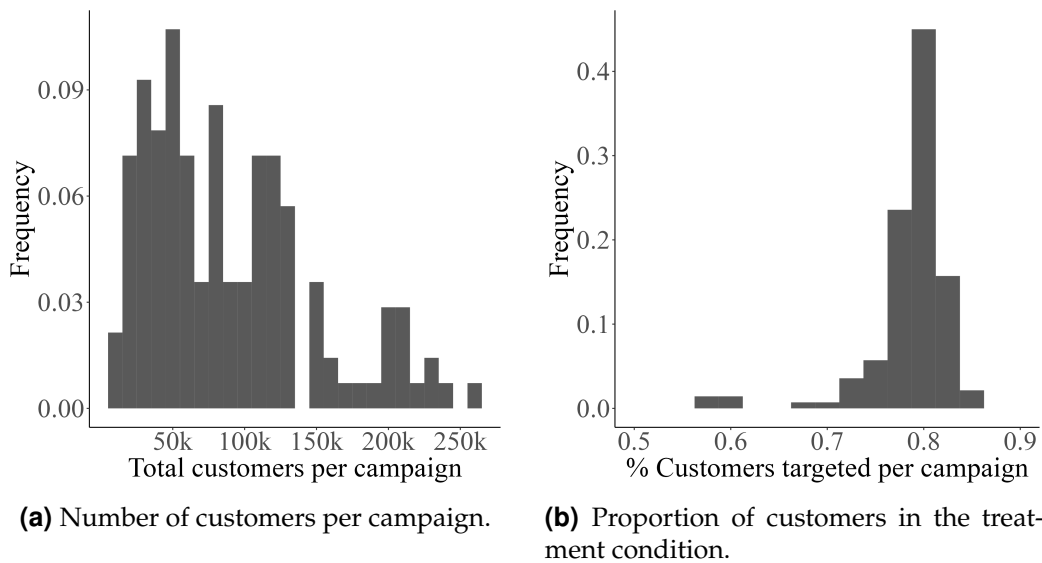 Frequency
0.09
0.06
0.03
0.00
50k 100k 150k 200k 250k
Total customers per campaign
(a) Number of customers per campaign.
Frequency
0.4
0.3
0.2
0.1
0.0
0.5 0.6 0.7 0.8 0.9
% Customers targeted per campaign
(b) Proportion of customers in the treat-
ment condition.